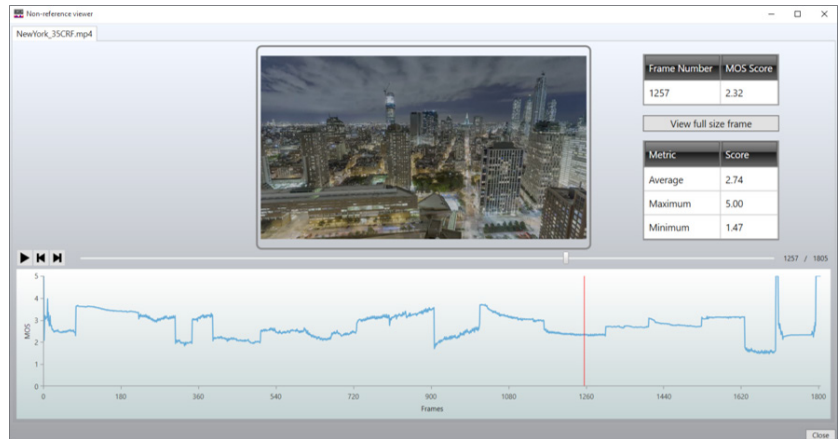 Non-reference viewer
NewYork_35CRF.mp4
Frame Number MOS Score
1257 2.32
View full size frame
Metric Score
Average 2.74
Maximum 5.00
Minimum 1.47
1257 / 1805
5
4
3
2
1
0
MOS
0 180 360 540 720 900 1080 1260 1440 1620 1800
Frames
Close